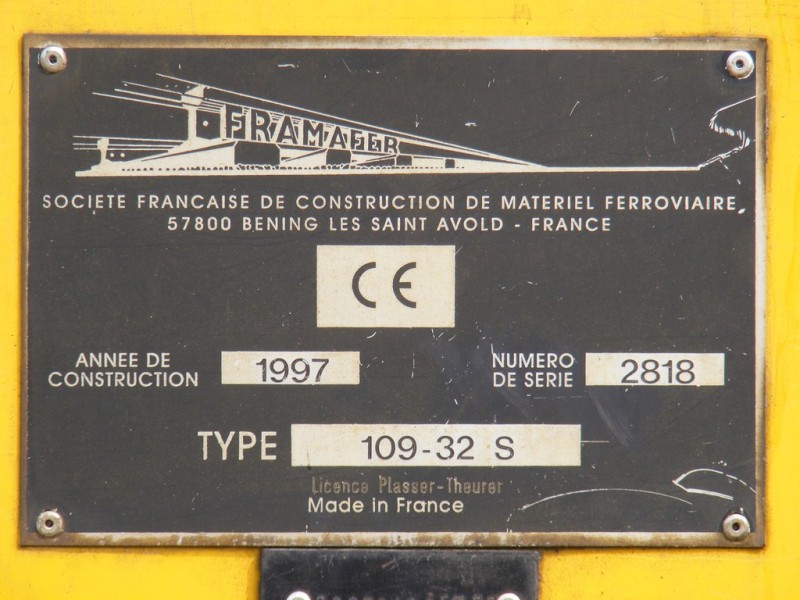 FRAMAFER
SOCIETE FRANCAISE DE CONSTRUCTION DE MATERIEL FERROVIAIRE
57800 BENING LES SAINT AVOLD - FRANCE
CE
ANNEE DE CONSTRUCTION 1997
NUMERO DE SERIE 2818
TYPE 109-32 S
Licence Plasser-Theurer
Made in France